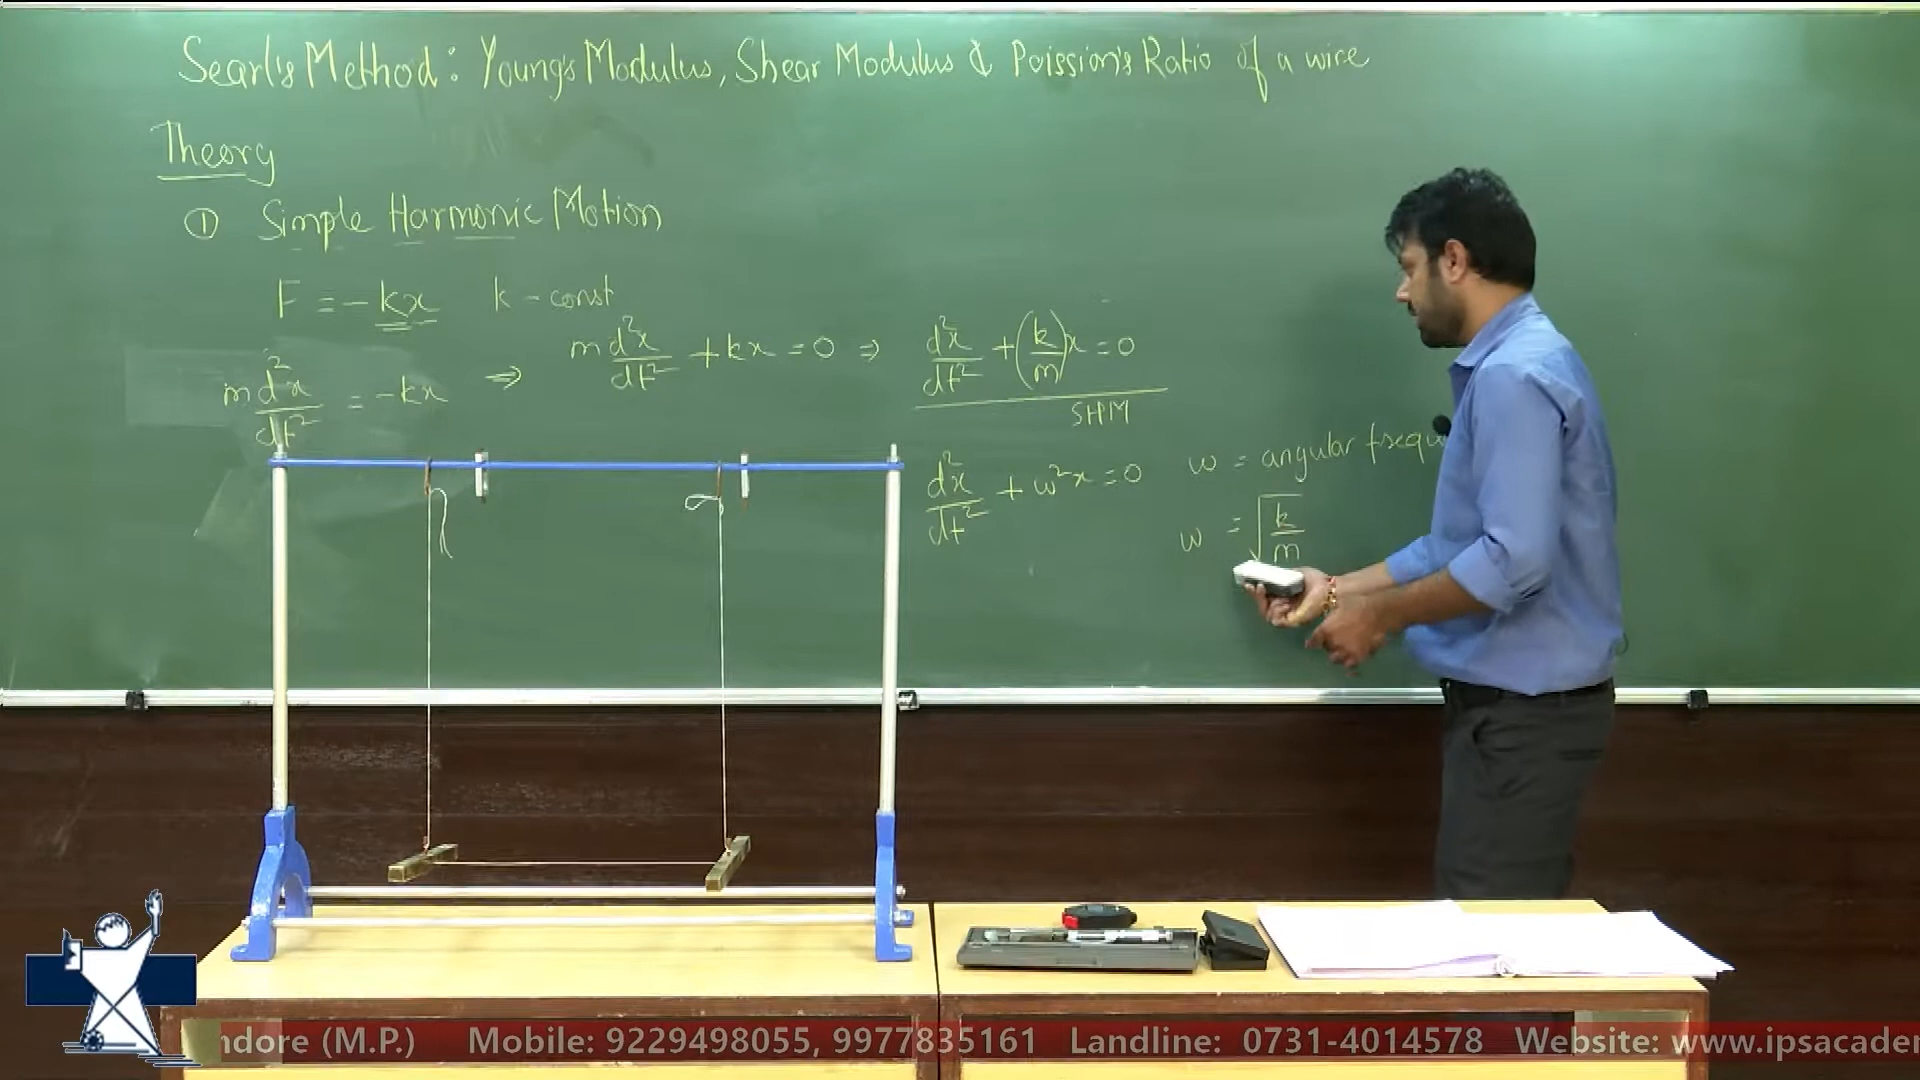 Searl's Method: Young's Modulus, Shear Modulus & Poission's Ratio of a wire
Theory
① Simple Harmonic Motion
F = -kx k - const
m d²x/dt² = -kx ⇒ m d²x/dt² + kx = 0 ⇒ d²x/dt² + (k/m)x = 0
SHM
d²x/dt² + ω²x = 0 ω = angular frequ
ω = √(k/m)
ndore (M.P.) Mobile: 9229498055, 9977835161 Landline: 0731-4014578 Website: www.ipsacade